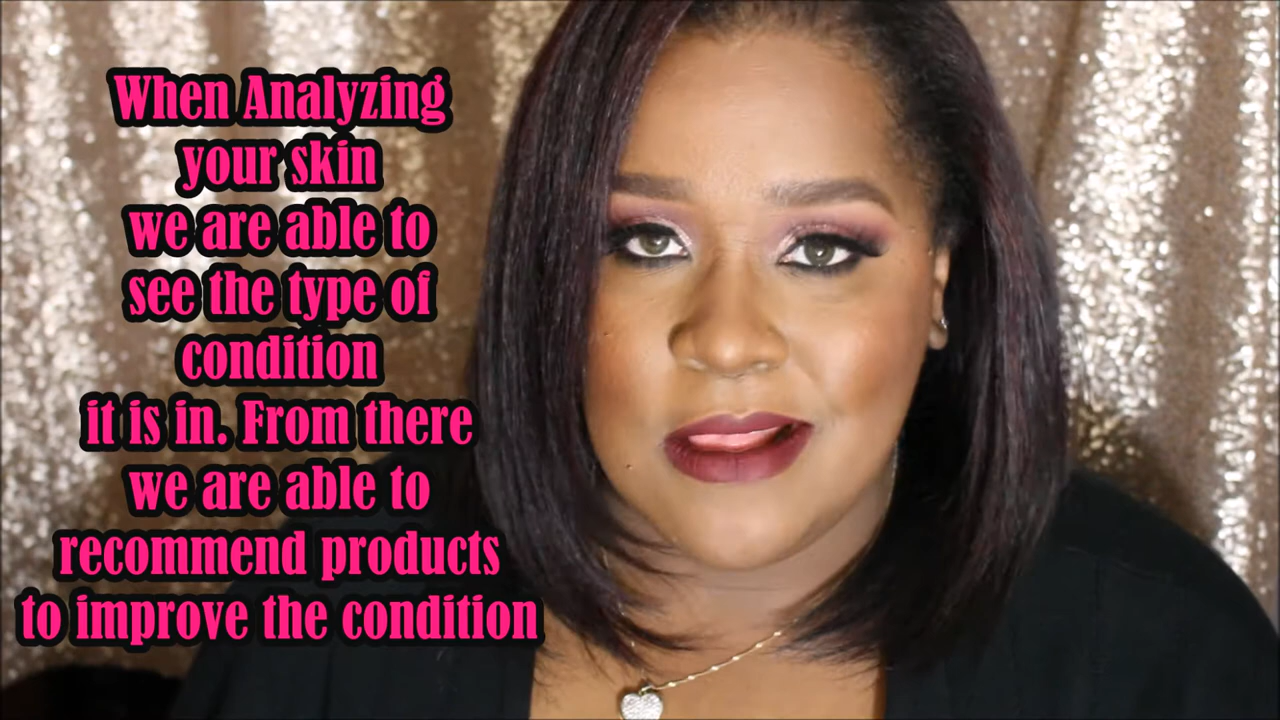 When Analyzing
your skin
we are able to
see the type of
condition
it is in. From there
we are able to
recommend products
to improve the condition